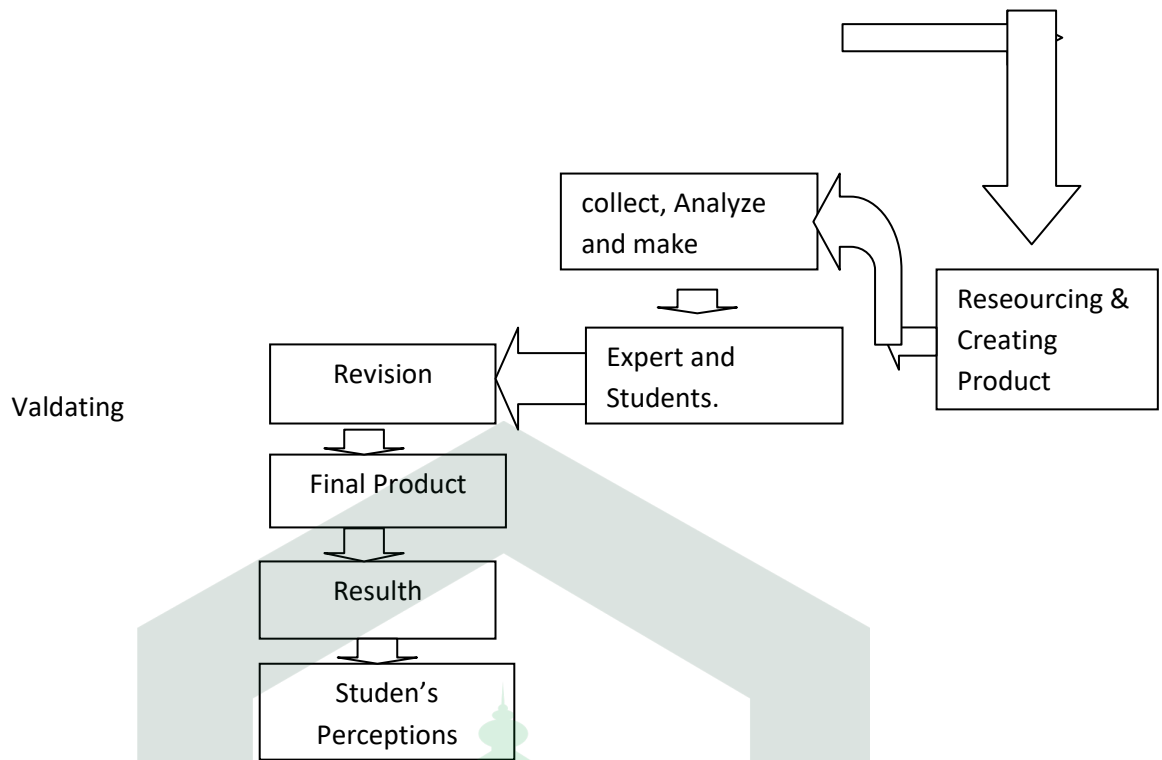 collect, Analyze
and make
Reseourcing &
Creating
Product
Expert and
Students.
Revision
Valdating
Final Product
Resulth
Studen’s
Perceptions